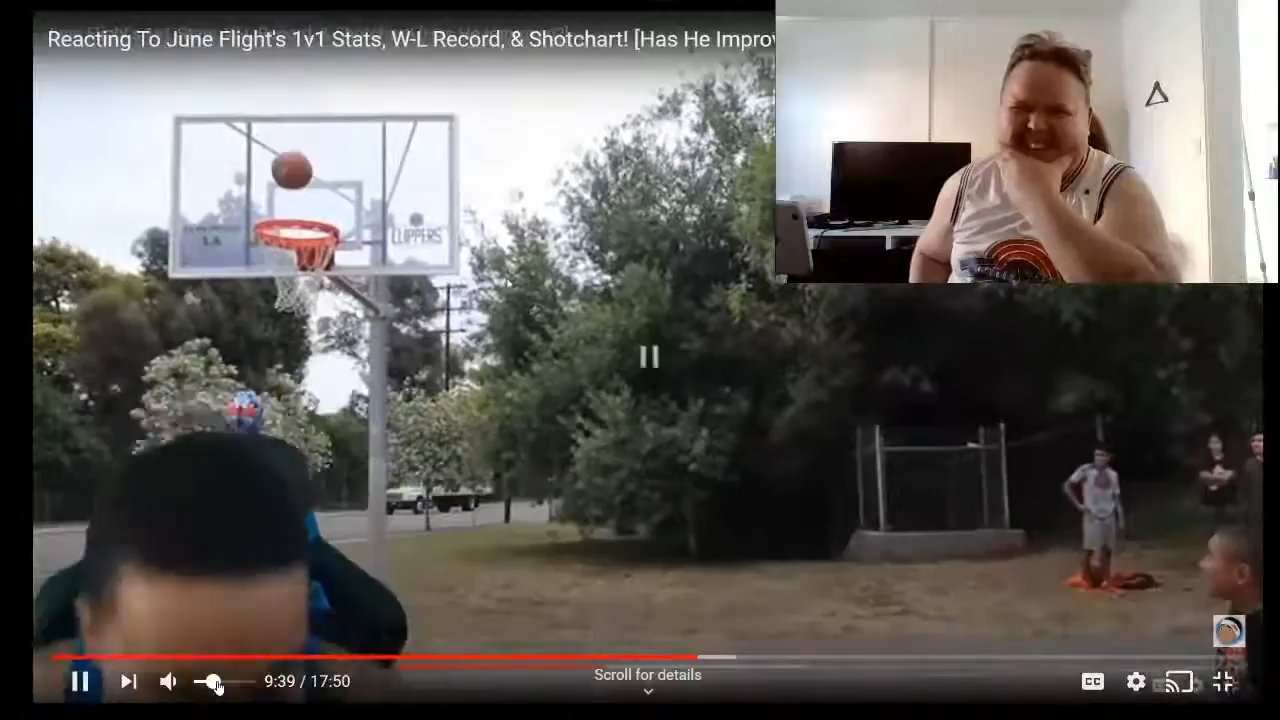 Reacting To June Flight's 1v1 Stats, W-L Record, & Shotchart! [Has He Improv
LA
CLIPPERS
Scroll for details
9:39 / 17:50
CC